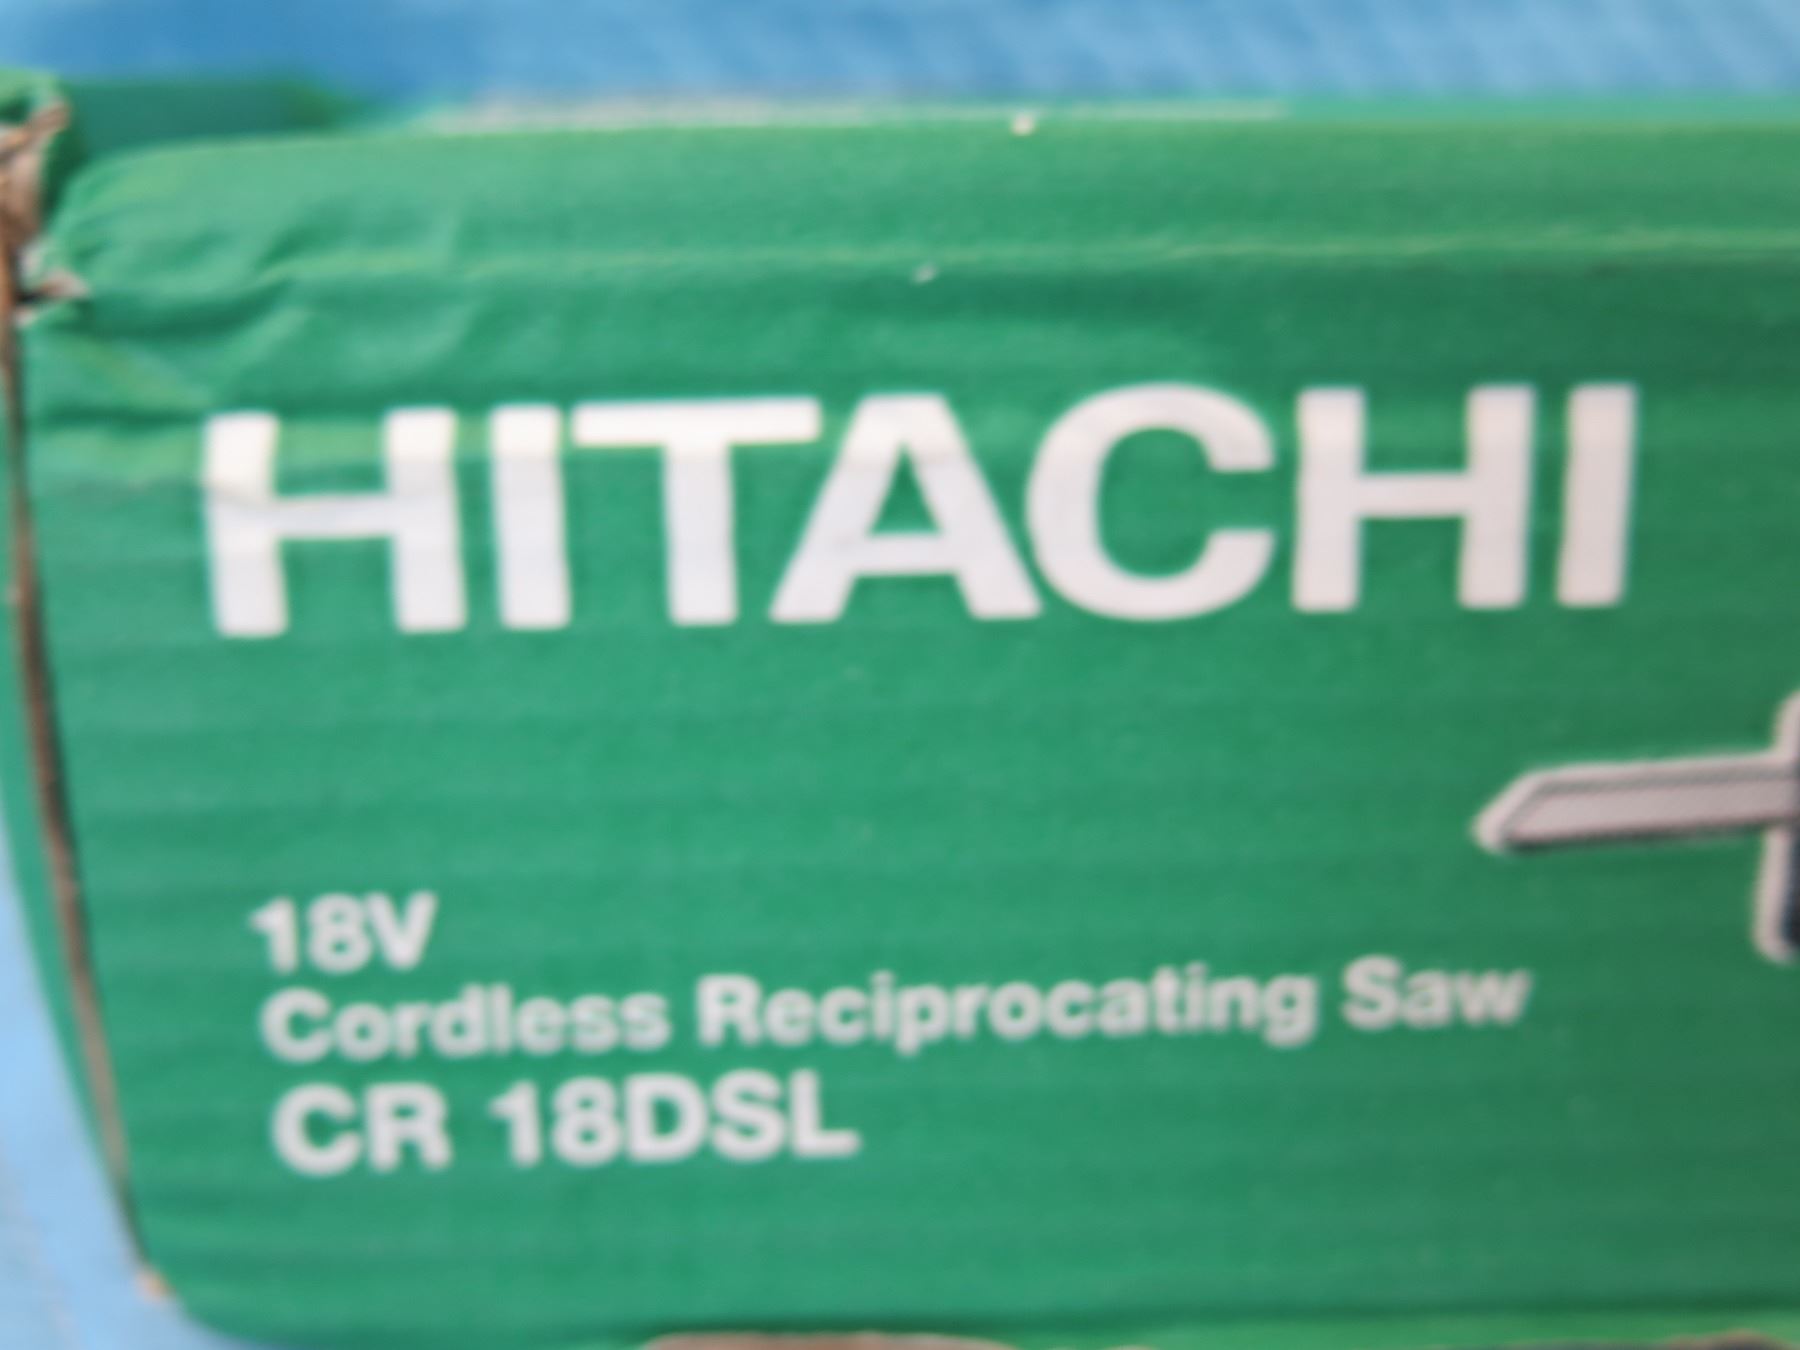 HITACHI
18V
Cordless Reciprocating Saw
CR 18DSL